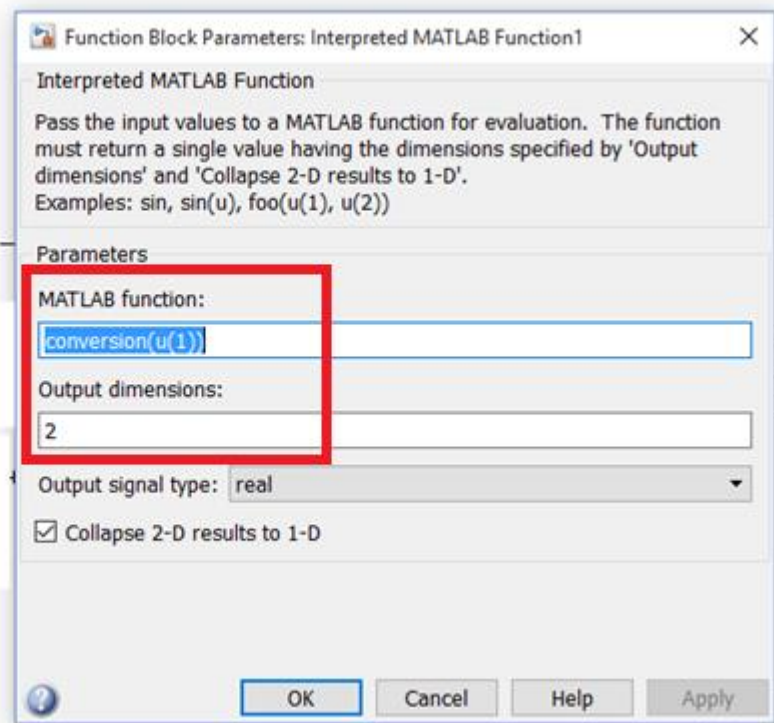 Function Block Parameters: Interpreted MATLAB Function1
Interpreted MATLAB Function
Pass the input values to a MATLAB function for evaluation. The function
must return a single value having the dimensions specified by 'Output
dimensions' and 'Collapse 2-D results to 1-D'.
Examples: sin, sin(u), foo(u(1), u(2))
Parameters
MATLAB function:
conversion(u(1))
Output dimensions:
2
Output signal type: real
Collapse 2-D results to 1-D
? OK Cancel Help Apply